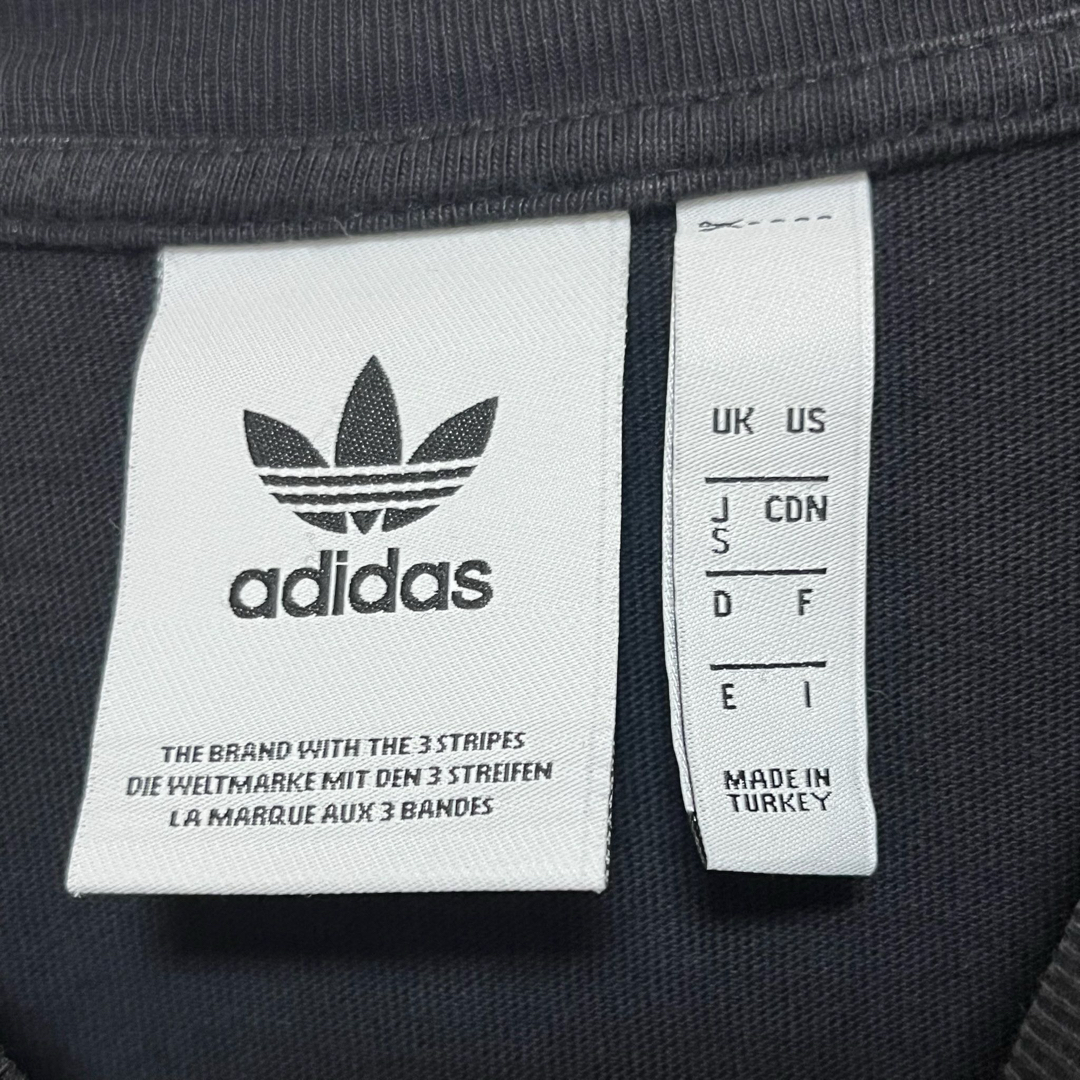 adidas
THE BRAND WITH THE 3 STRIPES
DIE WELTMARKE MIT DEN 3 STREIFEN
LA MARQUE AUX 3 BANDES
UK US
J CDN
S
D F
E I
MADE IN
TURKEY